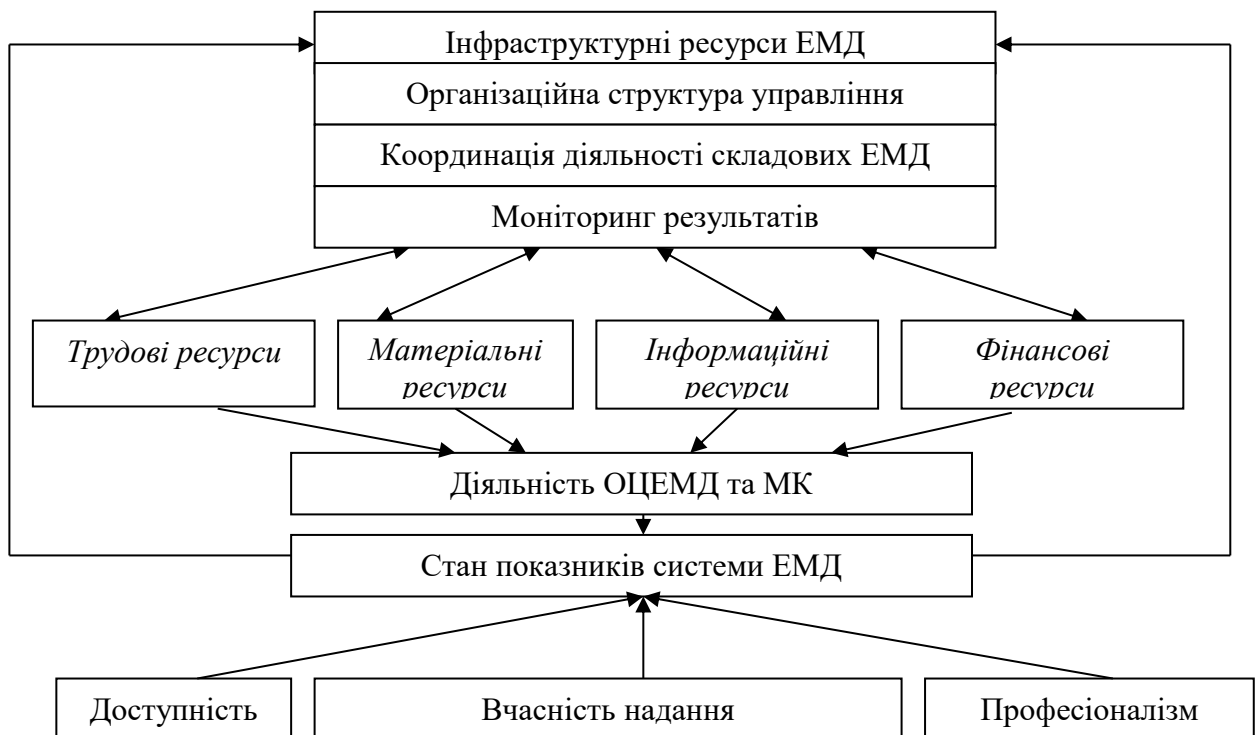 Інфраструктурні ресурси ЕМД
Організаційна структура управління
Координація діяльності складових ЕМД
Моніторинг результатів
Трудові ресурси
Матеріальні
ресурси
Інформаційні
ресурси
Фінансові
ресурси
Діяльність ОЦЕМД та МК
Стан показників системи ЕМД
Доступність
Вчасність надання
Професіоналізм